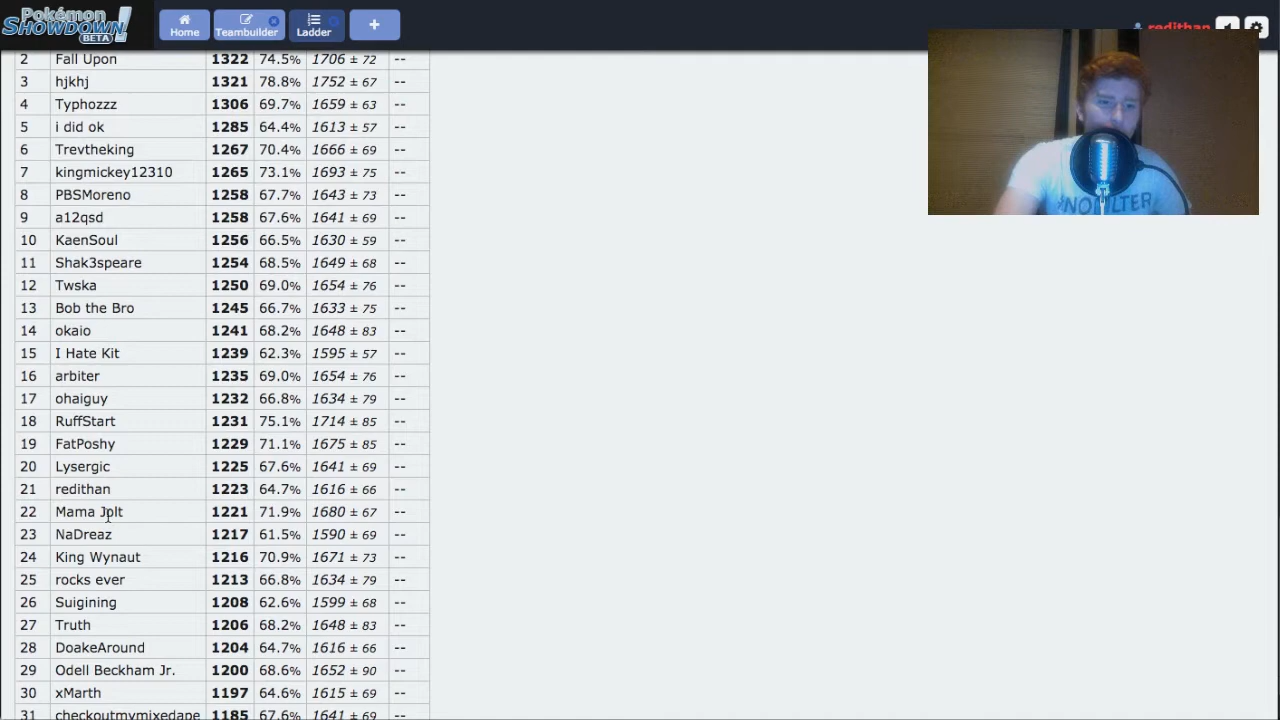 Pokémon
SHOWDOWN!
BETA
Home
Teambuilder
Ladder
+
redithan
2 Fall Upon 1322 74.5% 1706 ± 72 --
3 hjkhj 1321 78.8% 1752 ± 67 --
4 Typhozzz 1306 69.7% 1659 ± 63 --
5 i did ok 1285 64.4% 1613 ± 57 --
6 Trevtheking 1267 70.4% 1666 ± 69 --
7 kingmickey12310 1265 73.1% 1693 ± 75 --
8 PBSMoreno 1258 67.7% 1643 ± 73 --
9 a12qsd 1258 67.6% 1641 ± 69 --
10 KaenSoul 1256 66.5% 1630 ± 59 --
11 Shak3speare 1254 68.5% 1649 ± 68 --
12 Twska 1250 69.0% 1654 ± 76 --
13 Bob the Bro 1245 66.7% 1633 ± 75 --
14 okaio 1241 68.2% 1648 ± 83 --
15 I Hate Kit 1239 62.3% 1595 ± 57 --
16 arbiter 1235 69.0% 1654 ± 76 --
17 ohaiguy 1232 66.8% 1634 ± 79 --
18 RuffStart 1231 75.1% 1714 ± 85 --
19 FatPoshy 1229 71.1% 1675 ± 85 --
20 Lysergic 1225 67.6% 1641 ± 69 --
21 redithan 1223 64.7% 1616 ± 66 --
22 Mama Jolt 1221 71.9% 1680 ± 67 --
23 NaDreaz 1217 61.5% 1590 ± 69 --
24 King Wynaut 1216 70.9% 1671 ± 73 --
25 rocks ever 1213 66.8% 1634 ± 79 --
26 Suigining 1208 62.6% 1599 ± 68 --
27 Truth 1206 68.2% 1648 ± 83 --
28 DoakeAround 1204 64.7% 1616 ± 66 --
29 Odell Beckham Jr. 1200 68.6% 1652 ± 90 --
30 xMarth 1197 64.6% 1615 ± 69 --
31 checkoutmymixedape 1185 67.6% 1641 ± 69 --